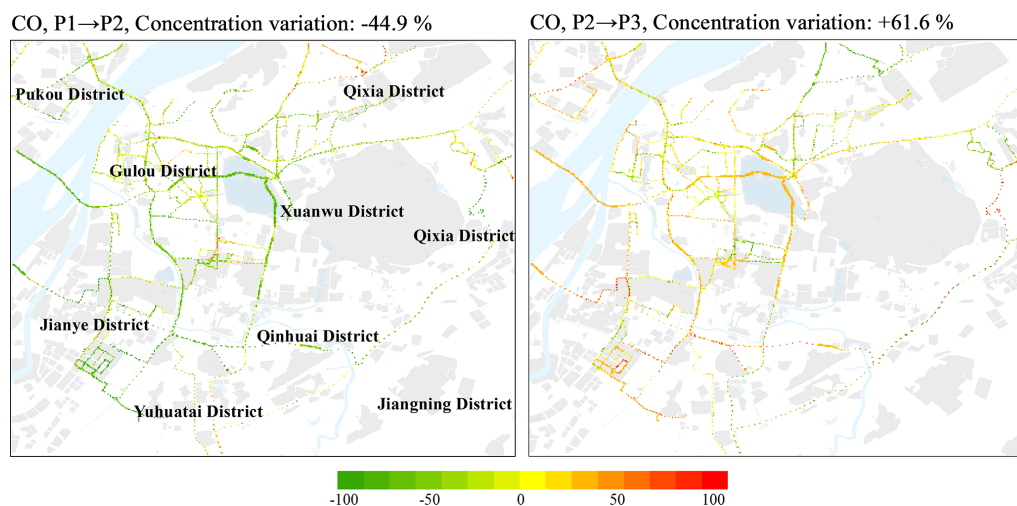 CO, P1→P2, Concentration variation: -44.9 %
CO, P2→P3, Concentration variation: +61.6 %
Pukou District
Qixia District
Gulou District
Xuanwu District
Qixia District
Jianye District
Qinhuai District
Yuhuatai District
Jiangning District
-100 -50 0 50 100